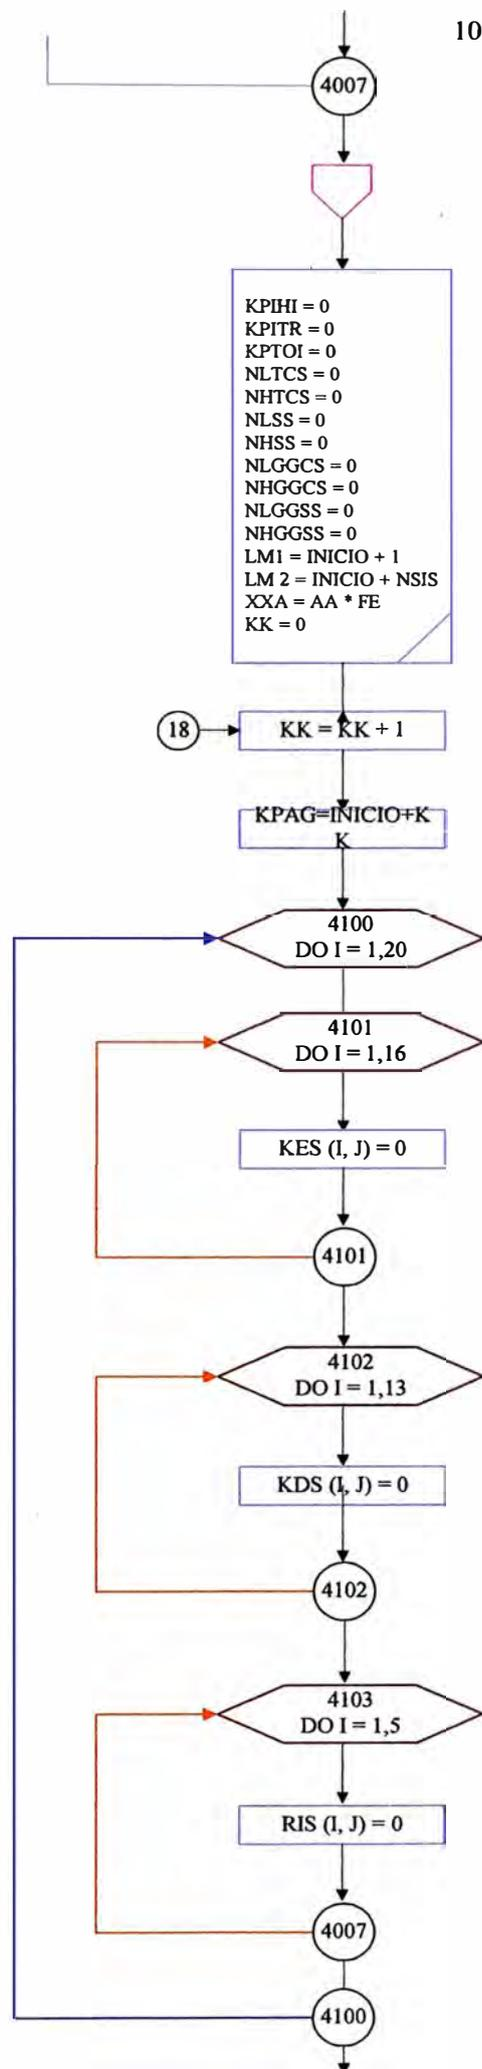 10
4007
KPIHI = 0
KPITR = 0
KPTOI = 0
NLTCS = 0
NHTCS = 0
NLSS = 0
NHSS = 0
NLGGCS = 0
NHGGCS = 0
NLGGSS = 0
NHGGSS = 0
LM1 = INICIO + 1
LM 2 = INICIO + NSIS
XXA = AA * FE
KK = 0
18
KK = KK + 1
KPAG=INICIO+K
K
4100
DO I = 1,20
4101
DO I = 1,16
KES (I, J) = 0
4101
4102
DO I = 1,13
KDS (I, J) = 0
4102
4103
DO I = 1,5
RIS (I, J) = 0
4007
4100